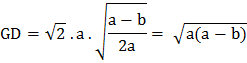 GD = √2 .a. √((a − b)/2a) = √(a(a − b))